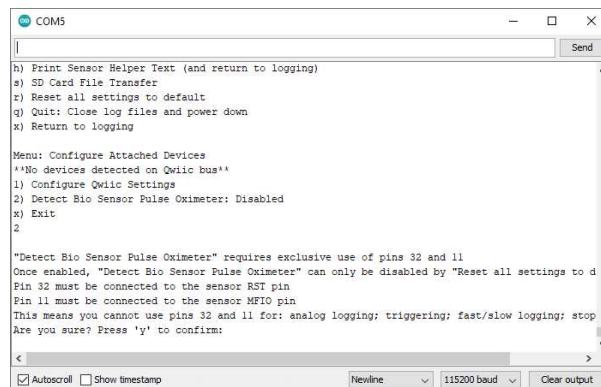 COM5
Send
h) Print Sensor Helper Text (and return to logging)
s) SD Card File Transfer
r) Reset all settings to default
q) Quit: Close log files and power down
x) Return to logging
Menu: Configure Attached Devices
**No devices detected on Qwiic bus**
1) Configure Qwiic Settings
2) Detect Bio Sensor Pulse Oximeter: Disabled
x) Exit
2
"Detect Bio Sensor Pulse Oximeter" requires exclusive use of pins 32 and 11
Once enabled, "Detect Bio Sensor Pulse Oximeter" can only be disabled by "Reset all settings to d
Pin 32 must be connected to the sensor RST pin
Pin 11 must be connected to the sensor MFIO pin
This means you cannot use pins 32 and 11 for: analog logging; triggering; fast/slow logging; stop
Are you sure? Press 'y' to confirm:
Autoscroll Show timestamp Newline 115200 baud Clear output